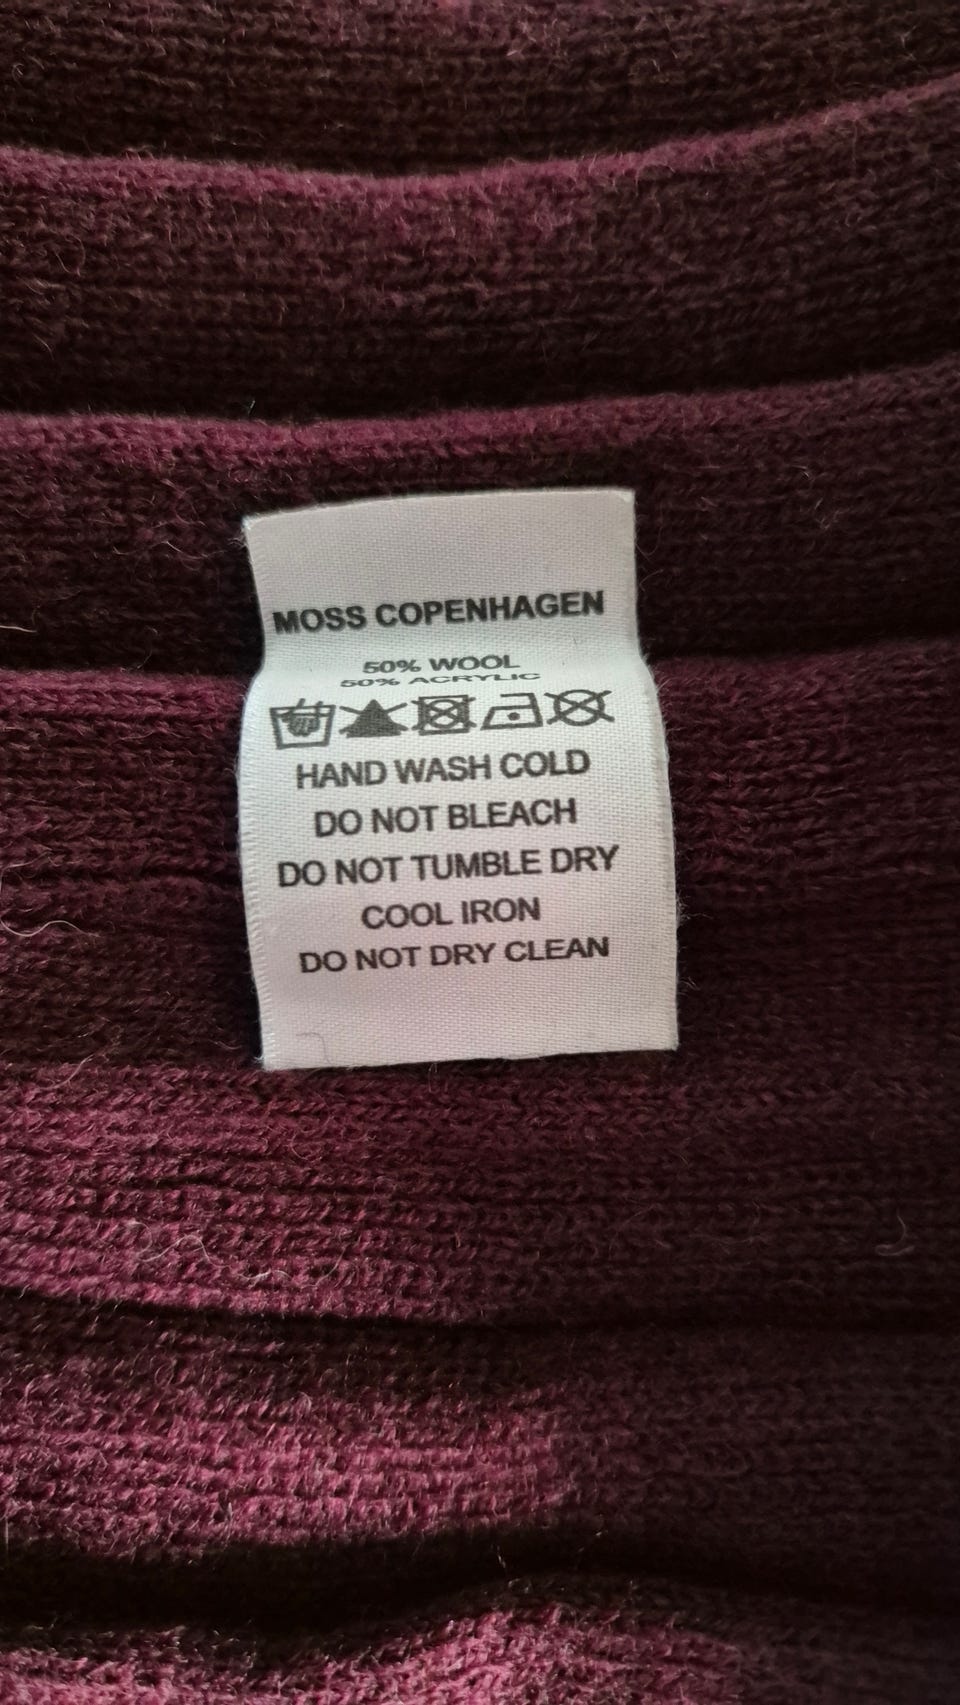 MOSS COPENHAGEN
50% WOOL
50% ACRYLIC
HAND WASH COLD
DO NOT BLEACH
DO NOT TUMBLE DRY
COOL IRON
DO NOT DRY CLEAN